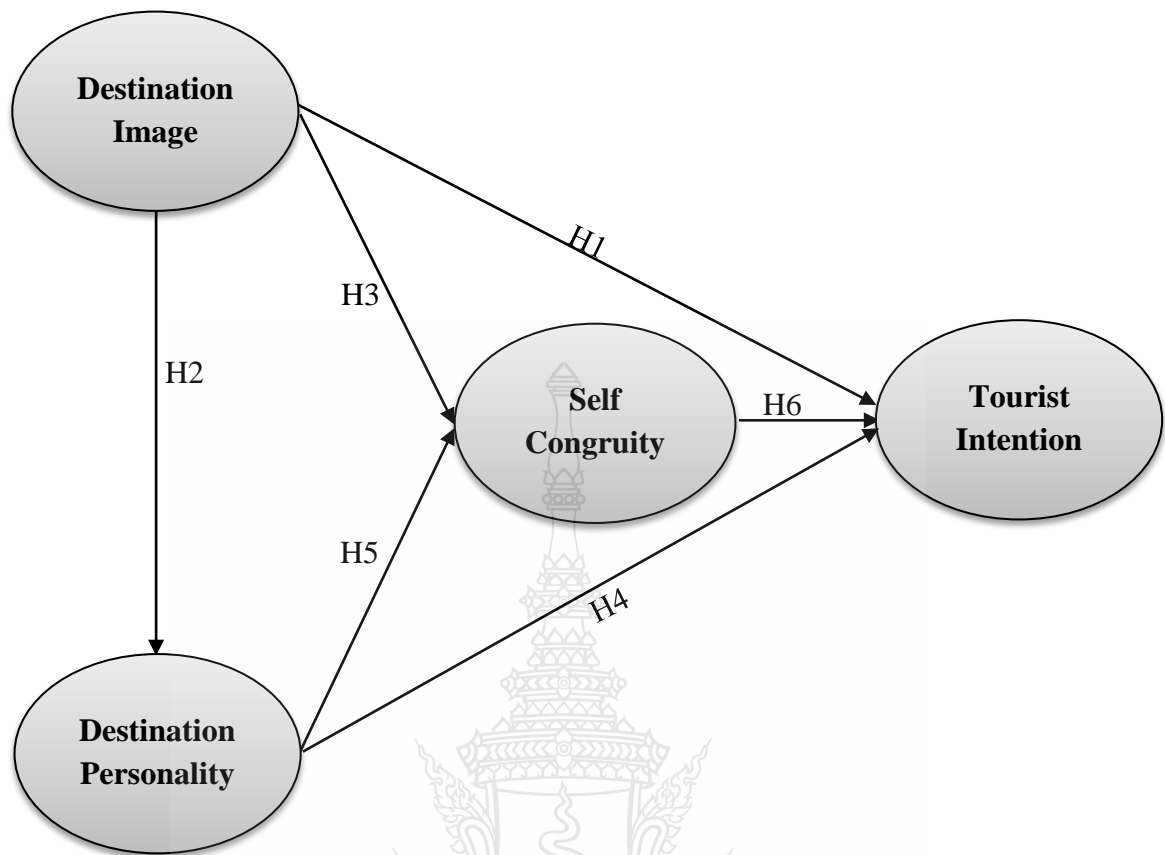 Destination
Image
H1
H3
H2
Self
Congruity
H6
Tourist
Intention
H5
H4
Destination
Personality